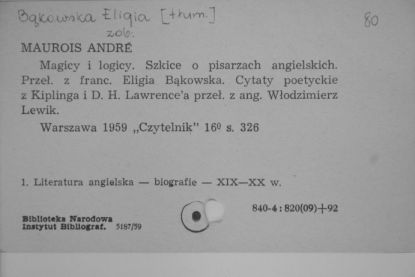 Bąkowska Eligia [tłum.]
80
zob.
MAUROIS ANDRÉ
Magicy i logicy. Szkice o pisarzach angielskich.
Przeł. z franc. Eligia Bąkowska. Cytaty poetyckie
z Kiplinga i D. H. Lawrence'a przeł. z ang. Włodzimierz
Lewik.
Warszawa 1959 „Czytelnik" 16º s. 326
1. Literatura angielska — biografie — XIX—XX w.
840-4 : 820(09)+92
Biblioteka Narodowa
Instytut Bibliograf. 5187/59